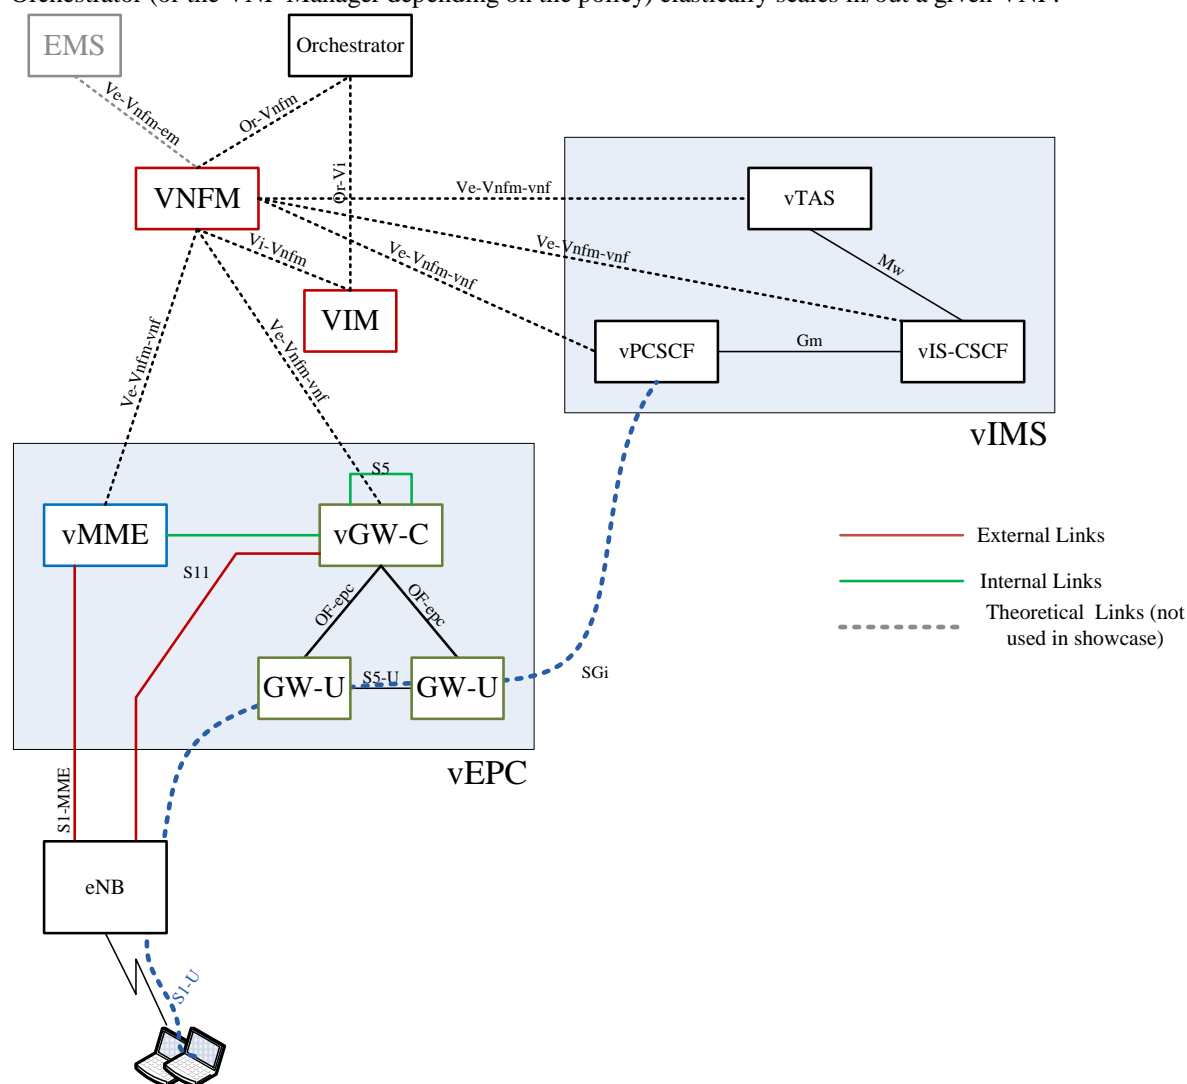 Orchestrator (or the VNF Manager depending on the policy) elastically scales in/out a given VNF.
EMS
Orchestrator
Ve-Vnfm-em
Or-Vnfm
Or-Vi
VNFM
Ve-Vnfm-vnf
vTAS
Vi-Vnfm
Ve-Vnfm-vnf
Ve-Vnfm-vnf
Mw
VIM
vPCSCF
Gm
vIS-CSCF
Ve-Vnfm-vnf
Ve-Vnfm-vnf
vIMS
S5
vMME
vGW-C
External Links
S11
Internal Links
OF-epc
OF-epc
Theoretical Links (not
used in showcase)
GW-U
S5-U
GW-U
SGi
vEPC
S1-MME
eNB
S1-U